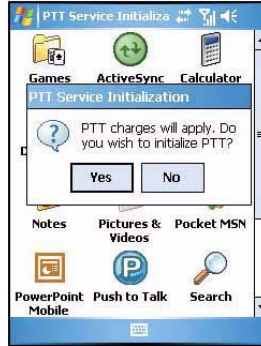 PTT Service Initializa
Games
ActiveSync
Calculator
PTT Service Initialization
PTT charges will apply. Do
you wish to initialize PTT?
Yes
No
Notes
Pictures &
Videos
Pocket MSN
PowerPoint
Mobile
Push to Talk
Search